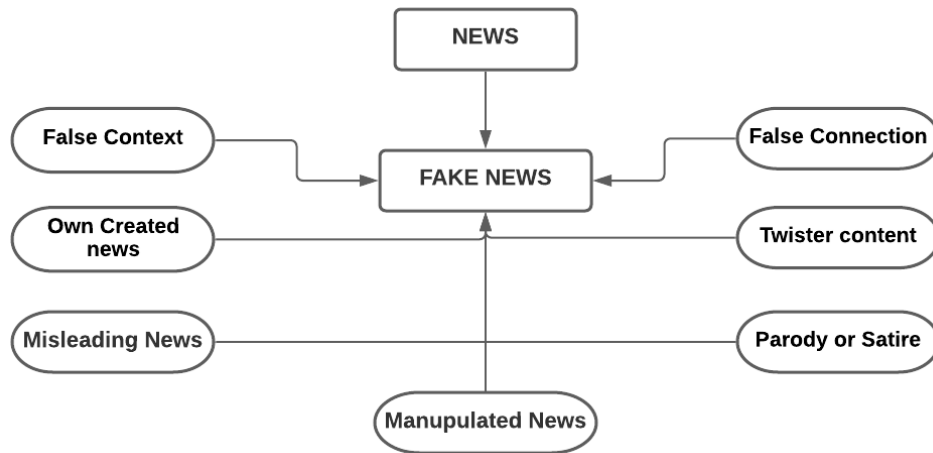 NEWS
False Context
False Connection
FAKE NEWS
Own Created
news
Twister content
Misleading News
Parody or Satire
Manupulated News